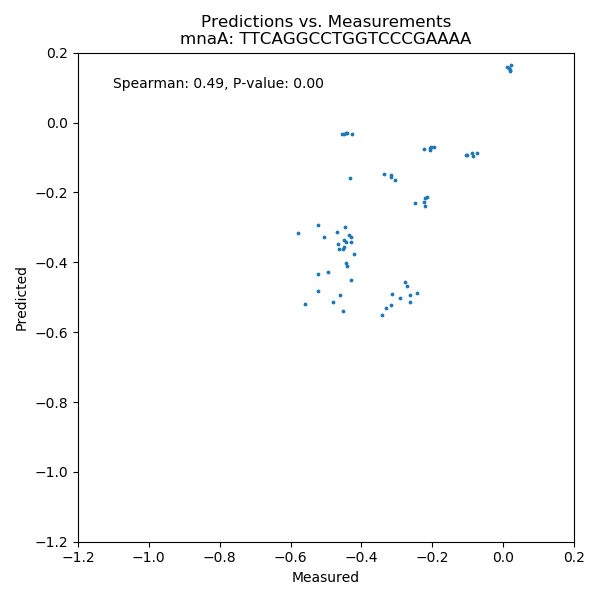 Predictions vs. Measurements
mnaA: TTCAGGCCTGGTCCCGAAAA
Spearman: 0.49, P-value: 0.00
0.2
0.0
−0.2
−0.4
−0.6
−0.8
−1.0
−1.2
Predicted
−1.2 −1.0 −0.8 −0.6 −0.4 −0.2 0.0 0.2
Measured